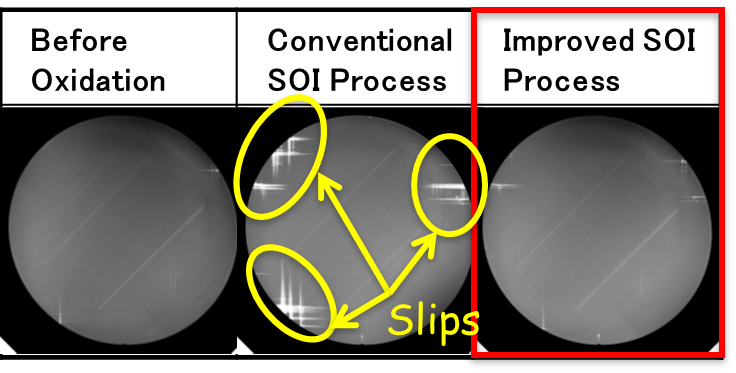 Before
Oxidation
Conventional
SOI Process
Improved SOI
Process
Slips